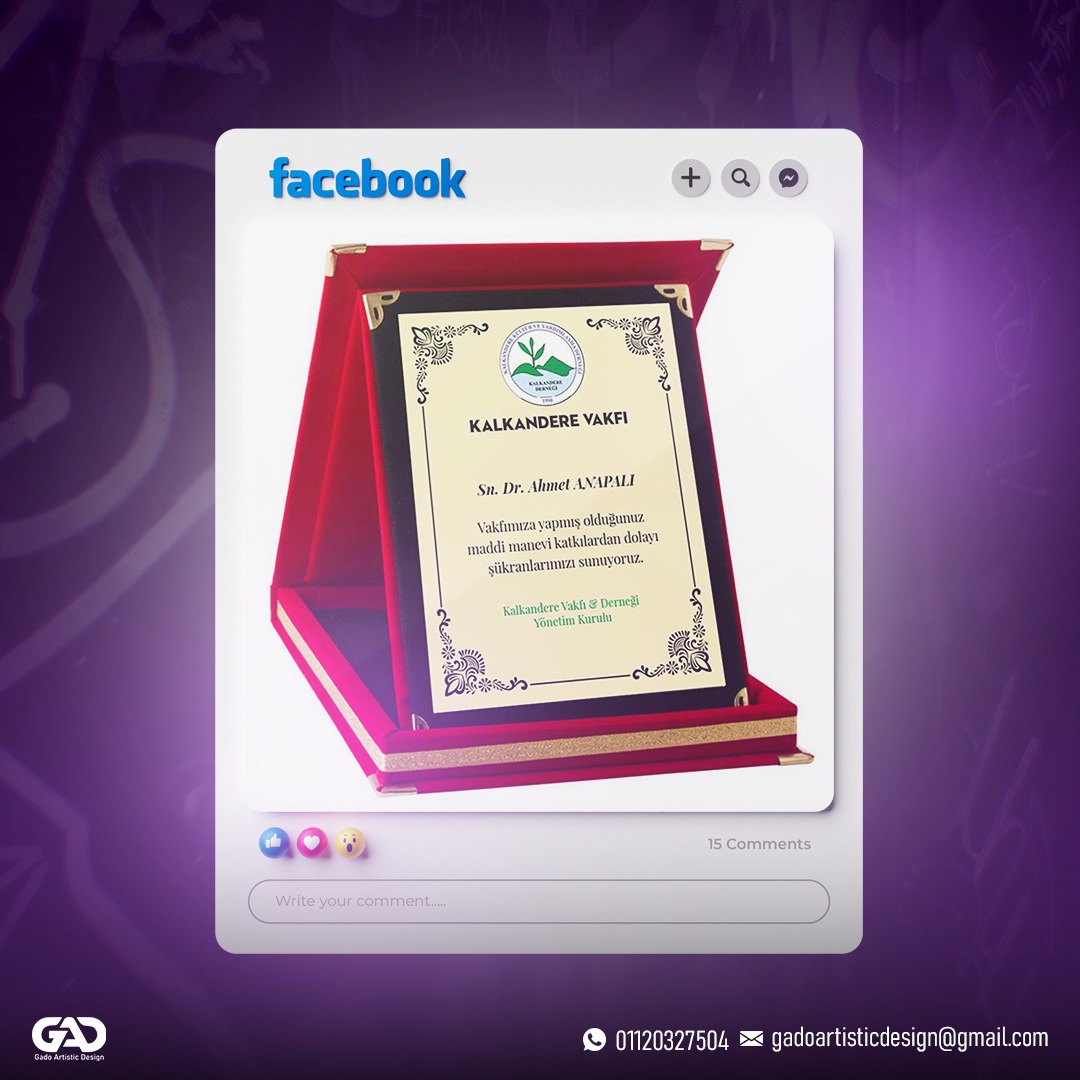 facebook
KALKANDERE KÜLTÜR VE YARDIMLAŞMA DERNEĞİ
KALKANDERE
DERNEĞİ
1990
KALKANDERE VAKFI
Sn. Dr. Ahmet ANAPALI
Vakfımıza yapmış olduğunuz
maddi manevi katkılardan dolayı
şükranlarımızı sunuyoruz.
Kalkandere Vakfı & Derneği
Yönetim Kurulu
15 Comments
Write your comment.....
GAD
Gado Artistic Design
01120327504 gadoartisticdesign@gmail.com